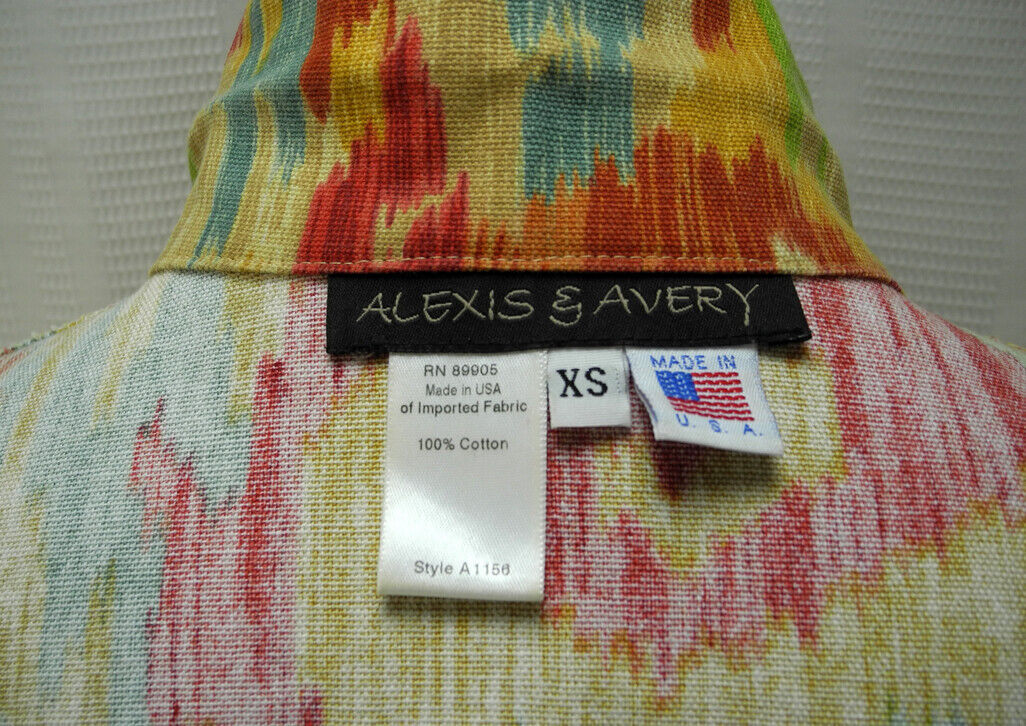 ALEXIS & AVERY
RN 89905
Made in USA
of Imported Fabric
100% Cotton
Style A1156
XS
MADE IN
U. S. A.